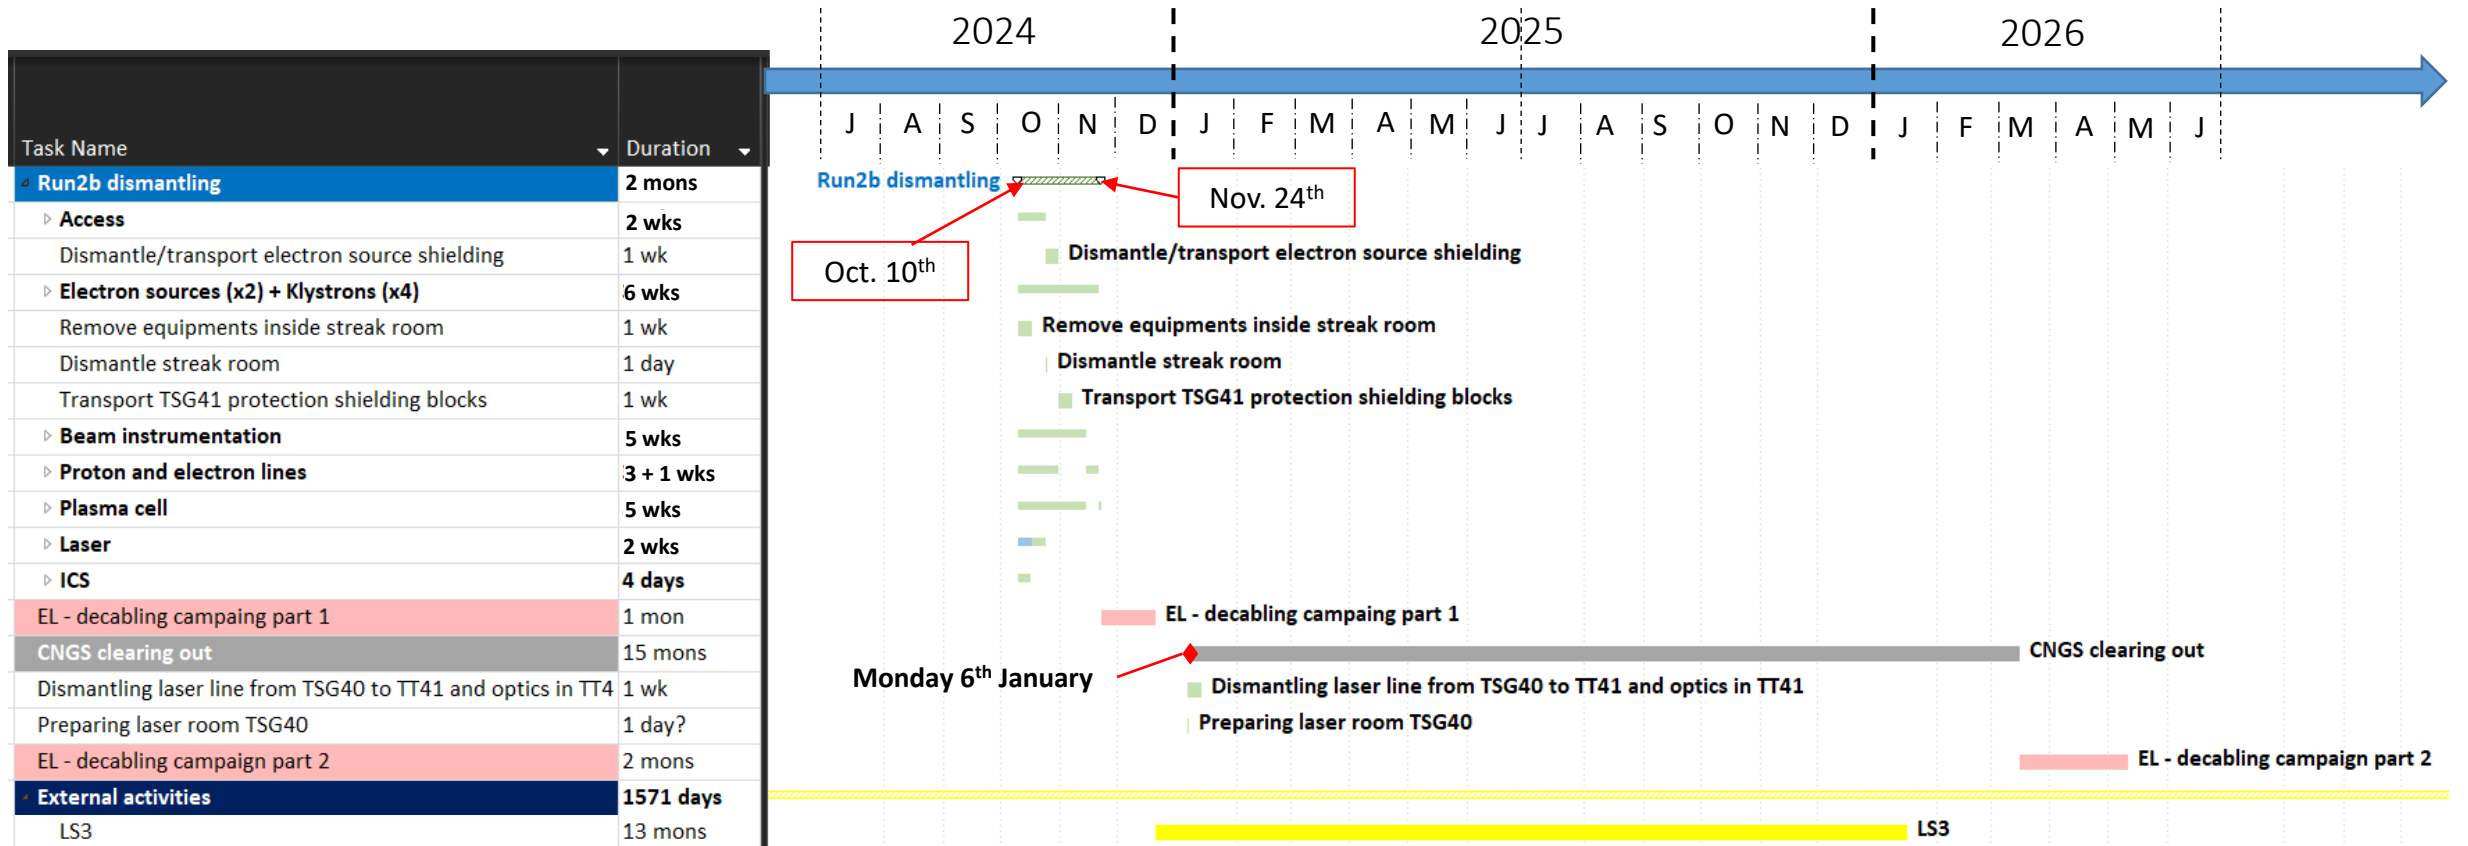 2024
2025
2026
J A S O N D J F M A M J J A S O N D J F M A M J
Task Name
Duration
Run2b dismantling
2 mons
Run2b dismantling
Nov. 24th
Access
2 wks
Dismantle/transport electron source shielding
1 wk
Dismantle/transport electron source shielding
Oct. 10th
Electron sources (x2) + Klystrons (x4)
6 wks
Remove equipments inside streak room
1 wk
Remove equipments inside streak room
Dismantle streak room
1 day
Dismantle streak room
Transport TSG41 protection shielding blocks
1 wk
Transport TSG41 protection shielding blocks
Beam instrumentation
5 wks
Proton and electron lines
3 + 1 wks
Plasma cell
5 wks
Laser
2 wks
ICS
4 days
EL - decabling campaing part 1
1 mon
EL - decabling campaing part 1
CNGS clearing out
15 mons
CNGS clearing out
Monday 6th January
Dismantling laser line from TSG40 to TT41 and optics in TT4
1 wk
Dismantling laser line from TSG40 to TT41 and optics in TT41
Preparing laser room TSG40
1 day?
Preparing laser room TSG40
EL - decabling campaign part 2
2 mons
EL - decabling campaign part 2
External activities
1571 days
LS3
13 mons
LS3